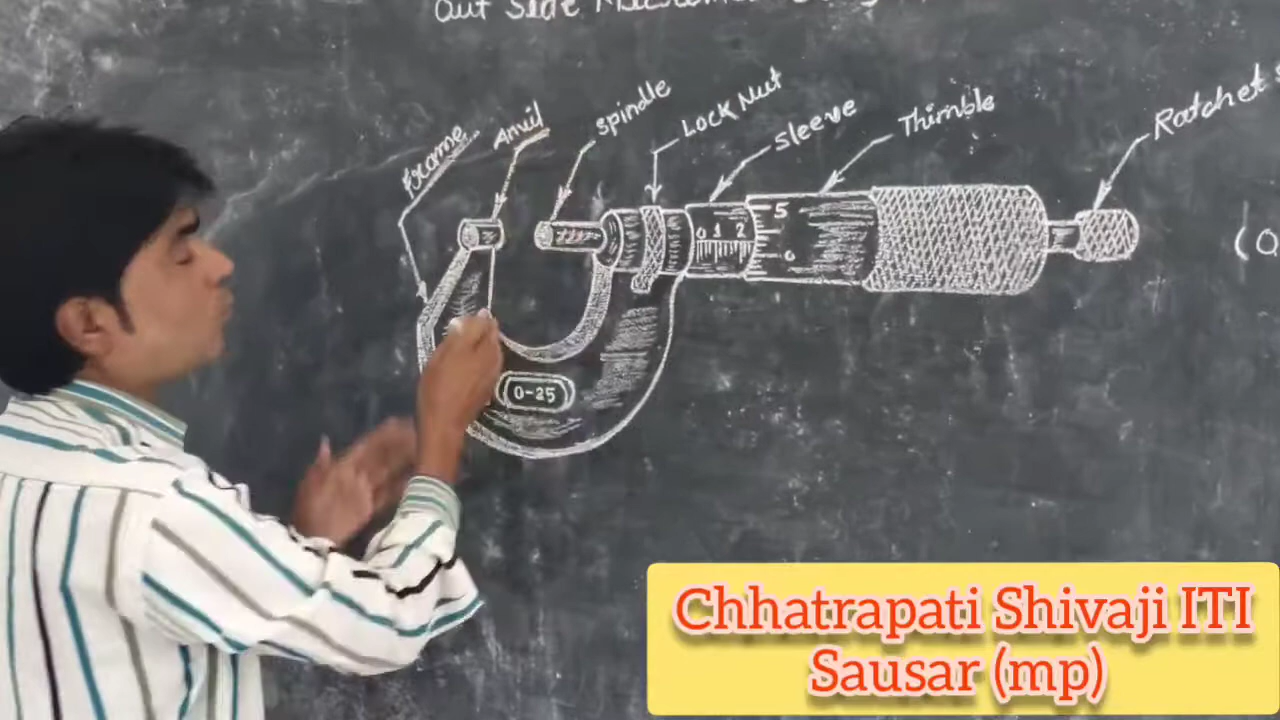 Out Side
Frame
Anvil
Spindle
Lock Nut
Sleeve
Thimble
Ratchet
0 1 2
5
0
0-25
Chhatrapati Shivaji ITI
Sausar (mp)